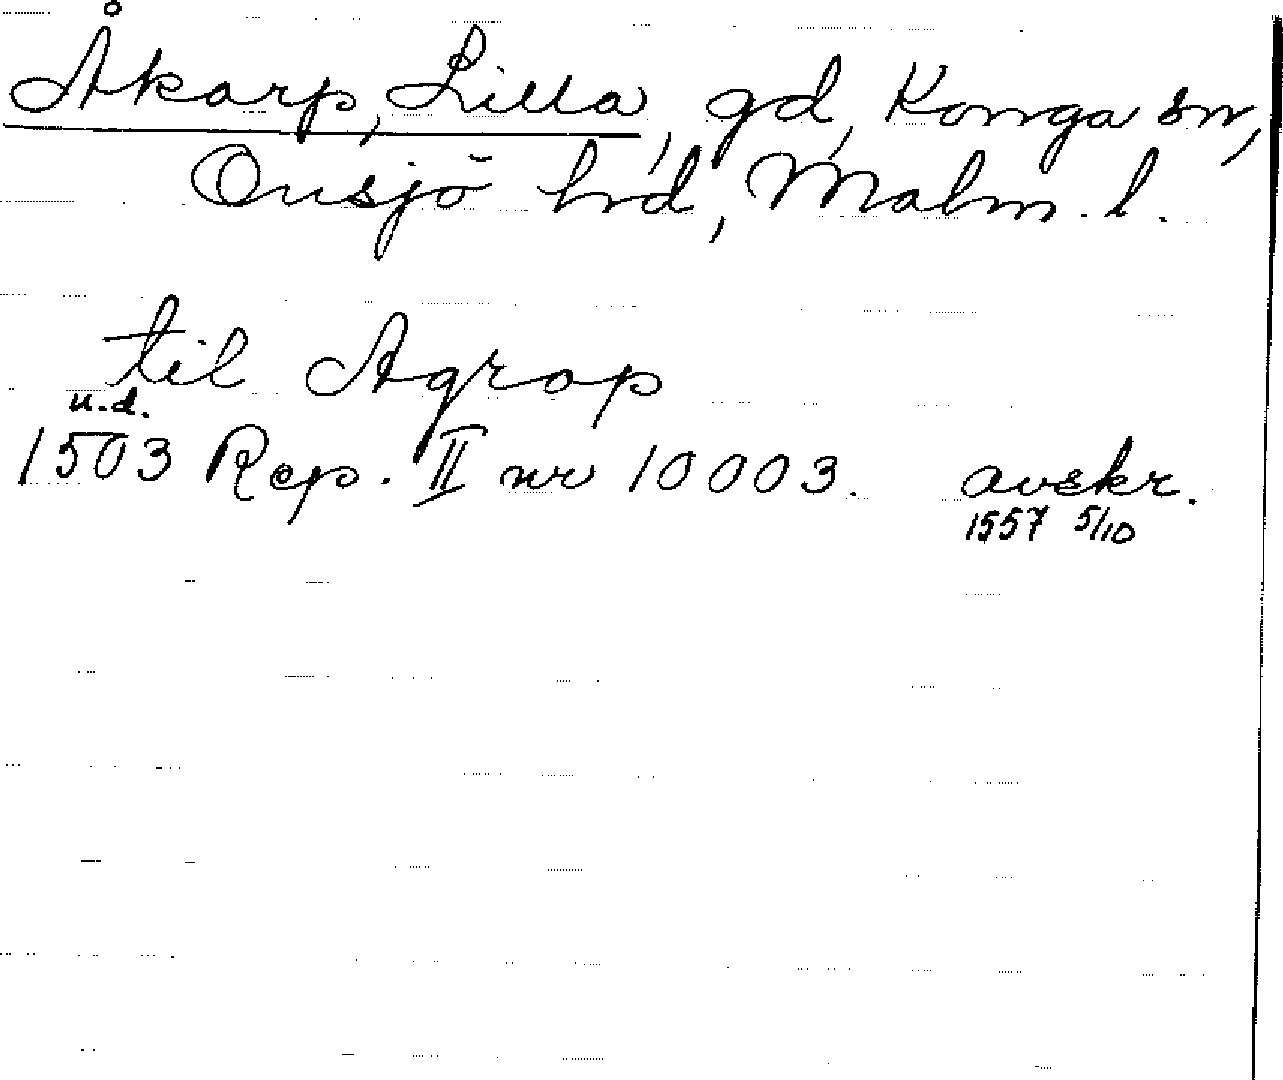 Åkarp, Lilla, gd, Konga sn,
Onsjö hd, Malm. l.
til Agrop
u.d.
1503 Rep. II nr 10003. avskr.
1557 5/10